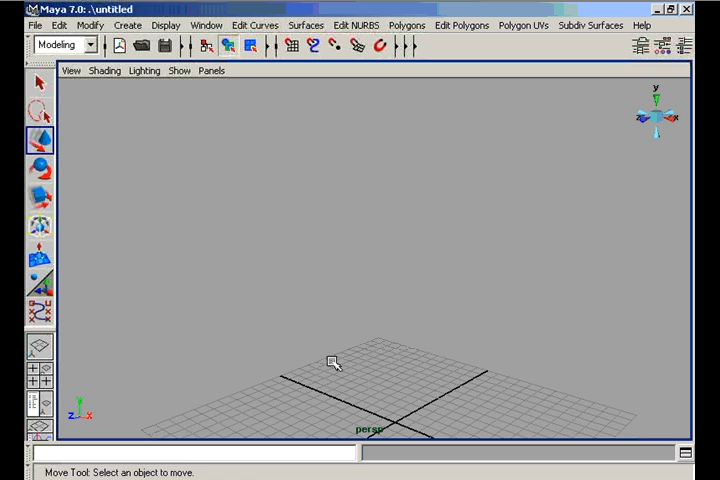 Maya 7.0: .\untitled
File Edit Modify Create Display Window Edit Curves Surfaces Edit NURBS Polygons Edit Polygons Polygon UVs Subdiv Surfaces Help
Modeling
View Shading Lighting Show Panels
y
z x
y
z x
persp
Move Tool: Select an object to move.